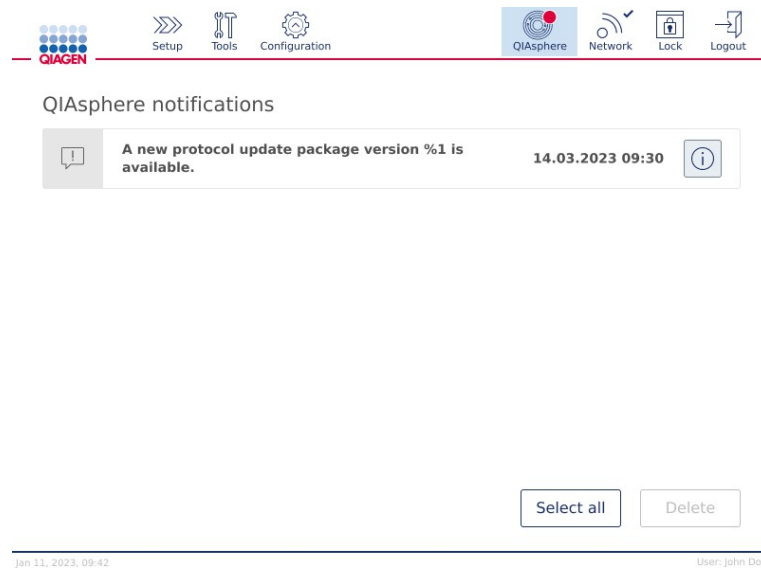 Setup
Tools
Configuration
QIAsphere
Network
Lock
Logout
QIAGEN
QIAsphere notifications
A new protocol update package version %1 is
available.
14.03.2023 09:30
Select all
Delete
Jan 11, 2023, 09:42
User: John Do